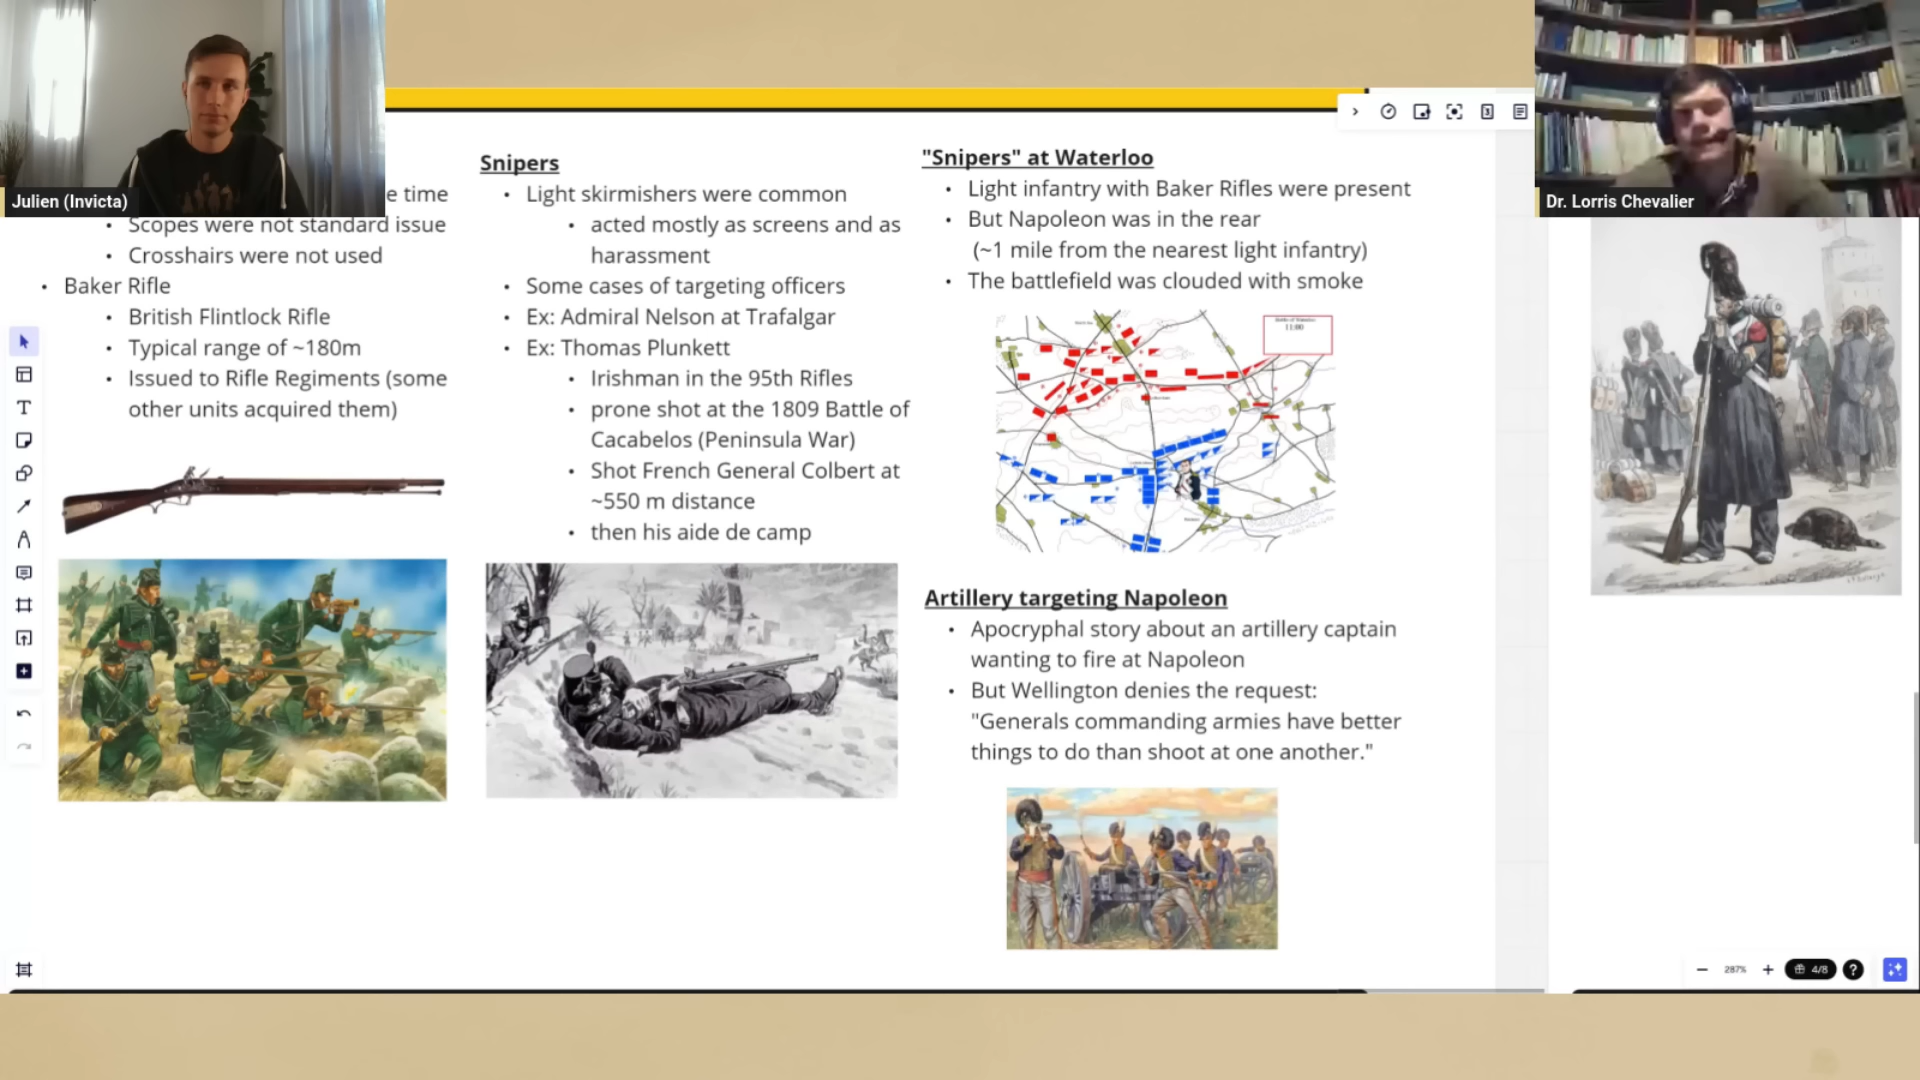 Julien (Invicta)
e time
Scopes were not standard issue
Crosshairs were not used
Baker Rifle
British Flintlock Rifle
Typical range of ~180m
Issued to Rifle Regiments (some
other units acquired them)
Snipers
Light skirmishers were common
acted mostly as screens and as
harassment
Some cases of targeting officers
Ex: Admiral Nelson at Trafalgar
Ex: Thomas Plunkett
Irishman in the 95th Rifles
prone shot at the 1809 Battle of
Cacabelos (Peninsula War)
Shot French General Colbert at
~550 m distance
then his aide de camp
"Snipers" at Waterloo
Light infantry with Baker Rifles were present
But Napoleon was in the rear
(~1 mile from the nearest light infantry)
The battlefield was clouded with smoke
Battle of Waterloo
11:00
Artillery targeting Napoleon
Apocryphal story about an artillery captain
wanting to fire at Napoleon
But Wellington denies the request:
"Generals commanding armies have better
things to do than shoot at one another."
Dr. Lorris Chevalier
287%
4/8